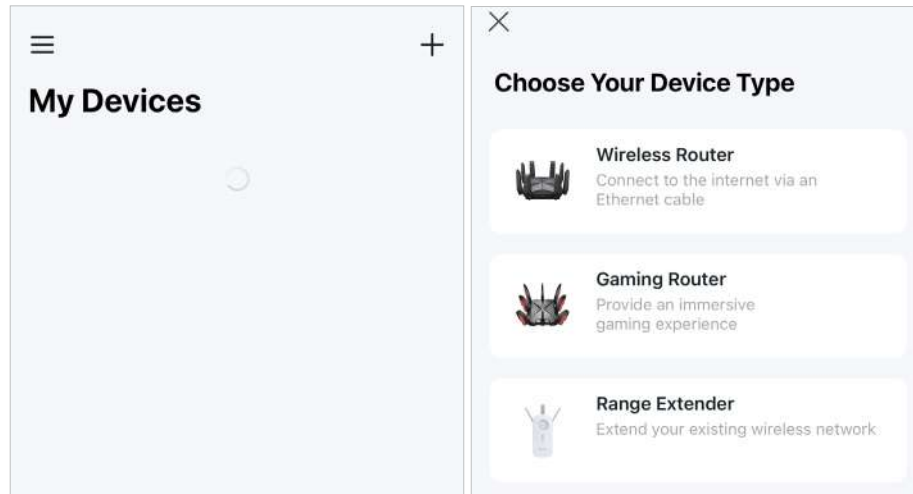 My Devices
Choose Your Device Type
Wireless Router
Connect to the internet via an
Ethernet cable
Gaming Router
Provide an immersive
gaming experience
Range Extender
Extend your existing wireless network